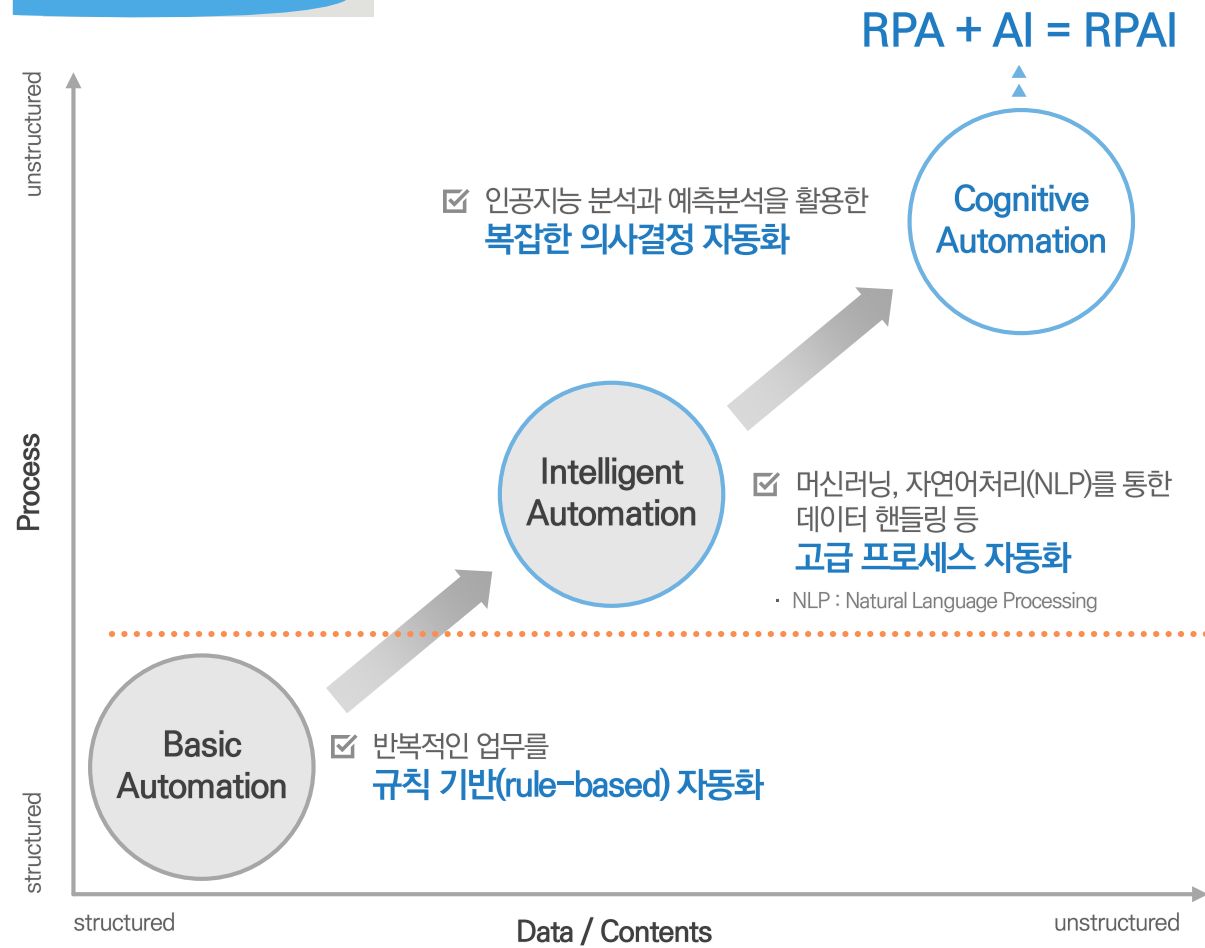 RPA + AI = RPAI
unstructured
인공지능 분석과 예측분석을 활용한
복잡한 의사결정 자동화
Cognitive
Automation
Process
Intelligent
Automation
머신러닝, 자연어처리(NLP)를 통한
데이터 핸들링 등
고급 프로세스 자동화
· NLP : Natural Language Processing
Basic
Automation
반복적인 업무를
규칙 기반(rule-based) 자동화
structured
structured
Data / Contents
unstructured